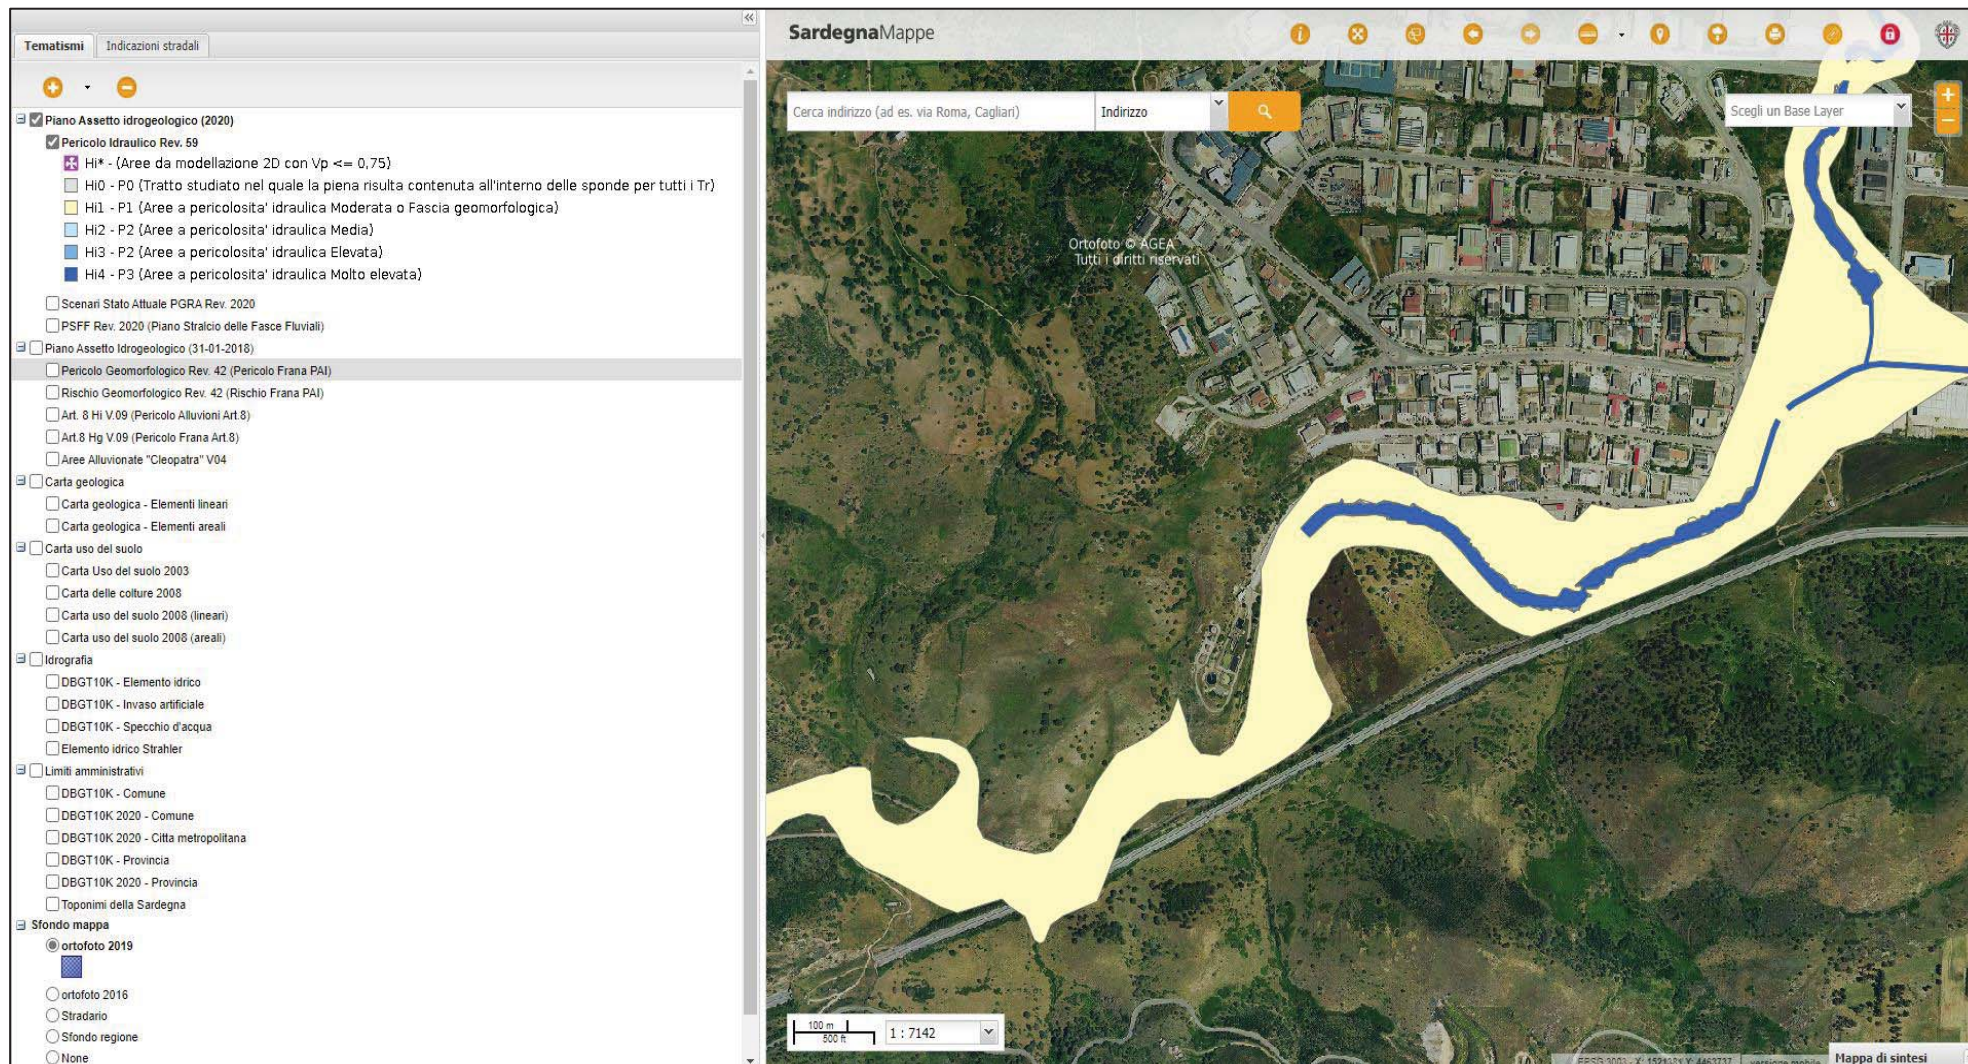 Tematismi
Indicazioni stradali
Piano Assetto idrogeologico (2020)
Pericolo Idraulico Rev. 59
Hi* - (Aree da modellazione 2D con Vp <= 0,75)
Hi0 - P0 (Tratto studiato nel quale la piena risulta contenuta all'interno delle sponde per tutti i Tr)
Hi1 - P1 (Aree a pericolosita' idraulica Moderata o Fascia geomorfologica)
Hi2 - P2 (Aree a pericolosita' idraulica Media)
Hi3 - P2 (Aree a pericolosita' idraulica Elevata)
Hi4 - P3 (Aree a pericolosita' idraulica Molto elevata)
Scenari Stato Attuale PGRA Rev. 2020
PSFF Rev. 2020 (Piano Stralcio delle Fasce Fluviali)
Piano Assetto Idrogeologico (31-01-2018)
Pericolo Geomorfologico Rev. 42 (Pericolo Frana PAI)
Rischio Geomorfologico Rev. 42 (Rischio Frana PAI)
Art. 8 Hi V.09 (Pericolo Alluvioni Art.8)
Art.8 Hg V.09 (Pericolo Frana Art.8)
Aree Alluvionate "Cleopatra" V04
Carta geologica
Carta geologica - Elementi lineari
Carta geologica - Elementi areali
Carta uso del suolo
Carta Uso del suolo 2003
Carta delle colture 2008
Carta uso del suolo 2008 (lineari)
Carta uso del suolo 2008 (areali)
Idrografia
DBGT10K - Elemento idrico
DBGT10K - Invaso artificiale
DBGT10K - Specchio d'acqua
Elemento idrico Strahler
Limiti amministrativi
DBGT10K - Comune
DBGT10K 2020 - Comune
DBGT10K 2020 - Citta metropolitana
DBGT10K - Provincia
DBGT10K 2020 - Provincia
Toponimi della Sardegna
Sfondo mappa
ortofoto 2019
ortofoto 2016
Stradario
Sfondo regione
None
SardegnaMappe
Cerca indirizzo (ad es. via Roma, Cagliari)
Indirizzo
Scegli un Base Layer
Ortofoto © AGEA
Tutti i diritti riservati
100 m
500 ft
1 : 7142
versione mobile
Mappa di sintesi